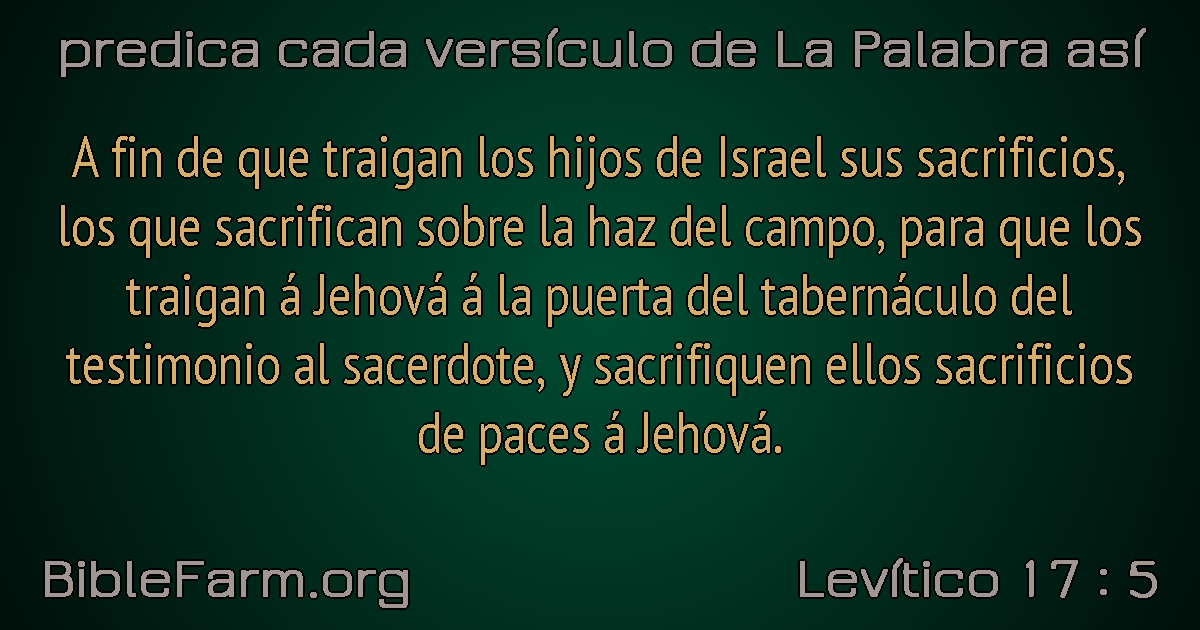 predica cada versículo de La Palabra así
A fin de que traigan los hijos de Israel sus sacrificios,
los que sacrifican sobre la haz del campo, para que los
traigan á Jehová á la puerta del tabernáculo del
testimonio al sacerdote, y sacrifiquen ellos sacrificios
de paces á Jehová.
BibleFarm.org
Levítico 17 : 5